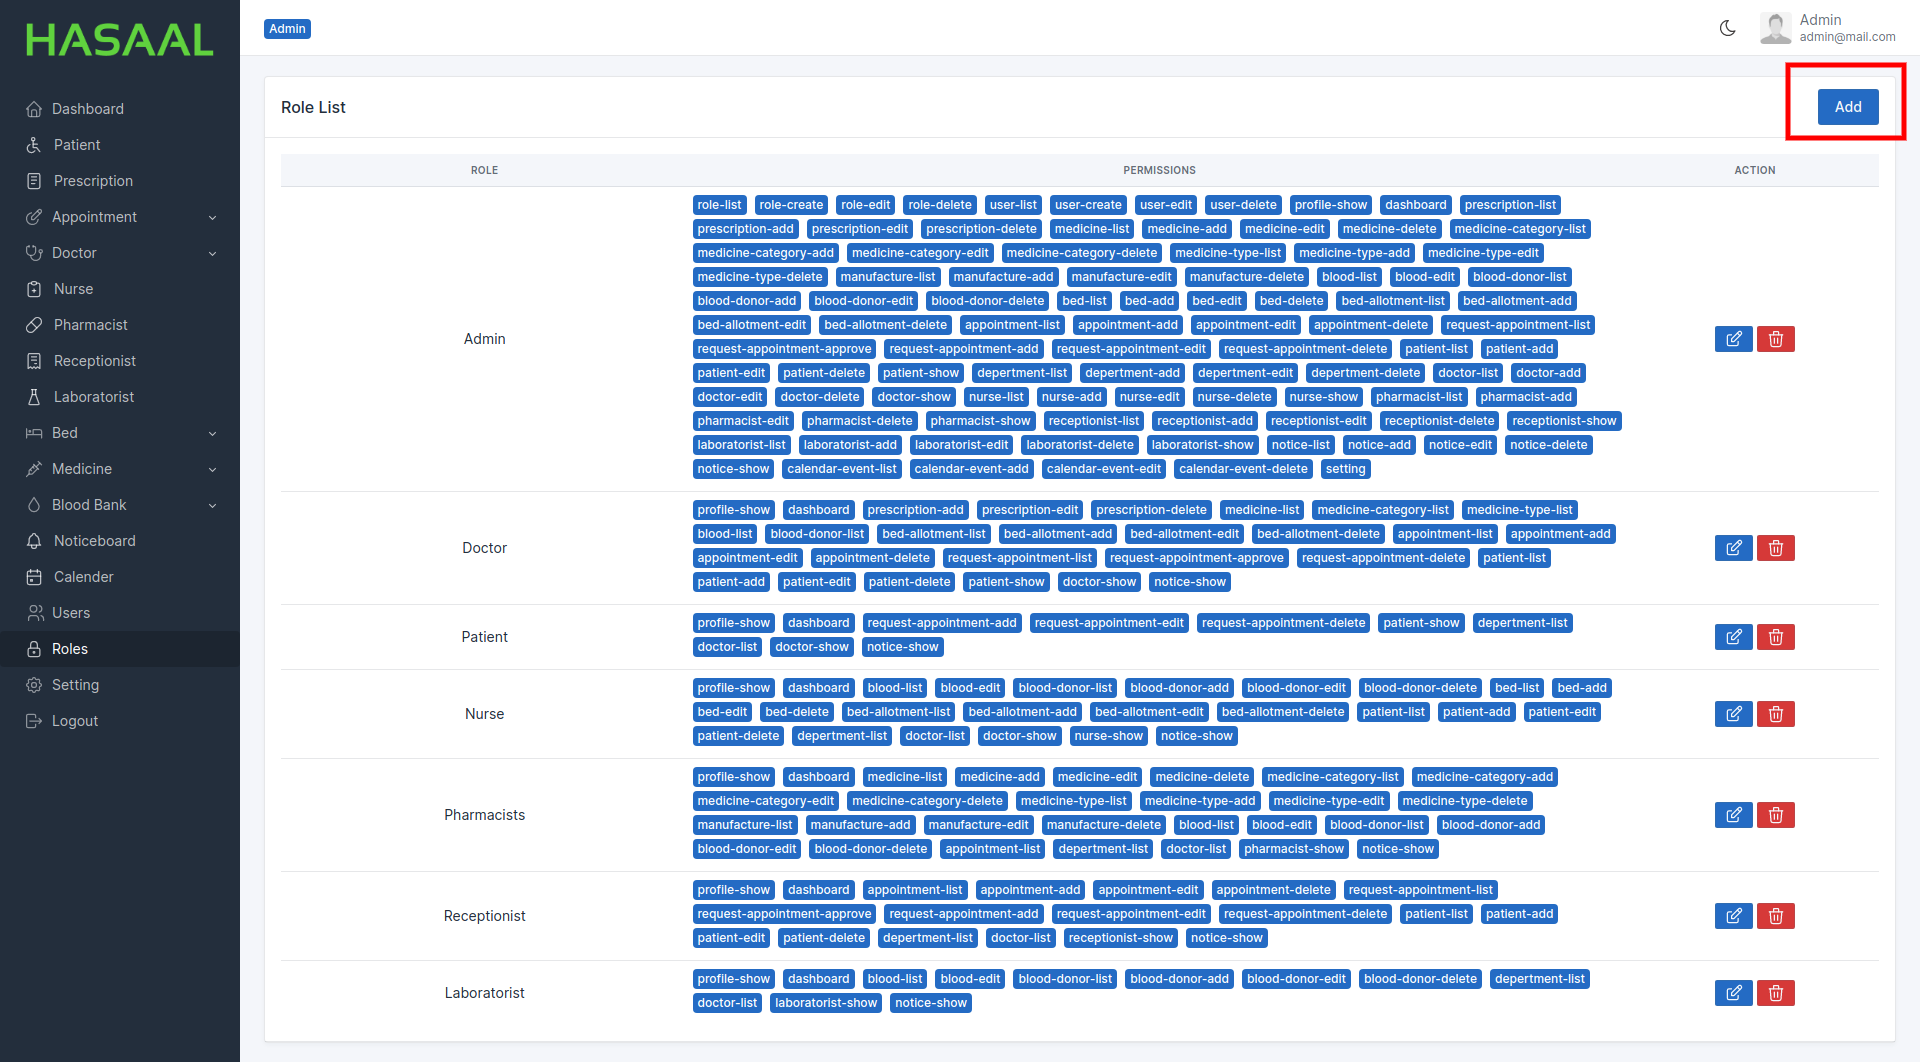 HASAAL
Dashboard
Patient
Prescription
Appointment
Doctor
Nurse
Pharmacist
Receptionist
Laboratorist
Bed
Medicine
Blood Bank
Noticeboard
Calender
Users
Roles
Setting
Logout
Admin
Admin
admin@mail.com
Role List
Add
ROLE PERMISSIONS ACTION
Admin
role-list role-create role-edit role-delete user-list user-create user-edit user-delete profile-show dashboard prescription-list
prescription-add prescription-edit prescription-delete medicine-list medicine-add medicine-edit medicine-delete medicine-category-list
medicine-category-add medicine-category-edit medicine-category-delete medicine-type-list medicine-type-add medicine-type-edit
medicine-type-delete manufacture-list manufacture-add manufacture-edit manufacture-delete blood-list blood-edit blood-donor-list
blood-donor-add blood-donor-edit blood-donor-delete bed-list bed-add bed-edit bed-delete bed-allotment-list bed-allotment-add
bed-allotment-edit bed-allotment-delete appointment-list appointment-add appointment-edit appointment-delete request-appointment-list
request-appointment-approve request-appointment-add request-appointment-edit request-appointment-delete patient-list patient-add
patient-edit patient-delete patient-show depertment-list depertment-add depertment-edit depertment-delete doctor-list doctor-add
doctor-edit doctor-delete doctor-show nurse-list nurse-add nurse-edit nurse-delete nurse-show pharmacist-list pharmacist-add
pharmacist-edit pharmacist-delete pharmacist-show receptionist-list receptionist-add receptionist-edit receptionist-delete receptionist-show
laboratorist-list laboratorist-add laboratorist-edit laboratorist-delete laboratorist-show notice-list notice-add notice-edit notice-delete
notice-show calendar-event-list calendar-event-add calendar-event-edit calendar-event-delete setting
Doctor
profile-show dashboard prescription-add prescription-edit prescription-delete medicine-list medicine-category-list medicine-type-list
blood-list blood-donor-list bed-allotment-list bed-allotment-add bed-allotment-edit bed-allotment-delete appointment-list appointment-add
appointment-edit appointment-delete request-appointment-list request-appointment-approve request-appointment-delete patient-list
patient-add patient-edit patient-delete patient-show doctor-show notice-show
Patient
profile-show dashboard request-appointment-add request-appointment-edit request-appointment-delete patient-show depertment-list
doctor-list doctor-show notice-show
Nurse
profile-show dashboard blood-list blood-edit blood-donor-list blood-donor-add blood-donor-edit blood-donor-delete bed-list bed-add
bed-edit bed-delete bed-allotment-list bed-allotment-add bed-allotment-edit bed-allotment-delete patient-list patient-add patient-edit
patient-delete depertment-list doctor-list doctor-show nurse-show notice-show
Pharmacists
profile-show dashboard medicine-list medicine-add medicine-edit medicine-delete medicine-category-list medicine-category-add
medicine-category-edit medicine-category-delete medicine-type-list medicine-type-add medicine-type-edit medicine-type-delete
manufacture-list manufacture-add manufacture-edit manufacture-delete blood-list blood-edit blood-donor-list blood-donor-add
blood-donor-edit blood-donor-delete appointment-list depertment-list doctor-list pharmacist-show notice-show
Receptionist
profile-show dashboard appointment-list appointment-add appointment-edit appointment-delete request-appointment-list
request-appointment-approve request-appointment-add request-appointment-edit request-appointment-delete patient-list patient-add
patient-edit patient-delete depertment-list doctor-list receptionist-show notice-show
Laboratorist
profile-show dashboard blood-list blood-edit blood-donor-list blood-donor-add blood-donor-edit blood-donor-delete depertment-list
doctor-list laboratorist-show notice-show